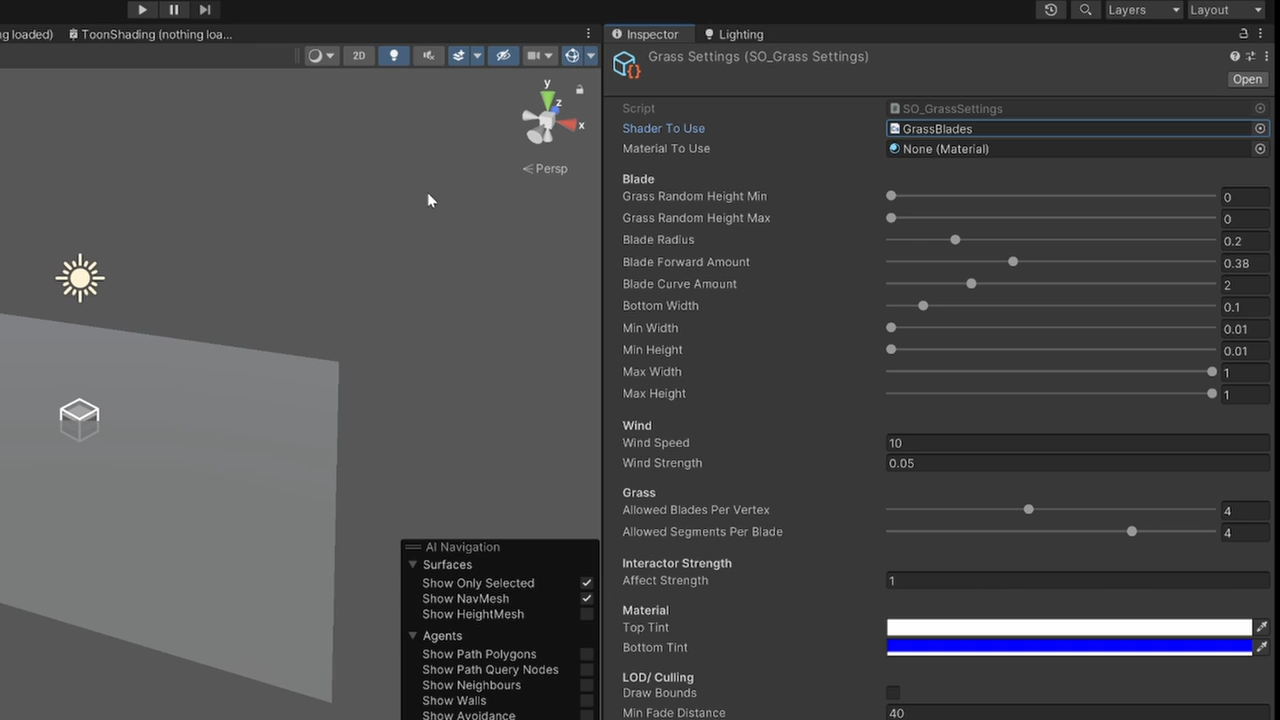 Layers
Layout
ng loaded)
ToonShading (nothing loa...
Inspector
Lighting
2D
Grass Settings (SO_Grass Settings)
Open
y
z
x
Persp
Script
SO_GrassSettings
Shader To Use
GrassBlades
Material To Use
None (Material)
Blade
Grass Random Height Min
0
Grass Random Height Max
0
Blade Radius
0.2
Blade Forward Amount
0.38
Blade Curve Amount
2
Bottom Width
0.1
Min Width
0.01
Min Height
0.01
Max Width
1
Max Height
1
Wind
Wind Speed
10
Wind Strength
0.05
Grass
Allowed Blades Per Vertex
4
Allowed Segments Per Blade
4
Interactor Strength
Affect Strength
1
Material
Top Tint
Bottom Tint
LOD/ Culling
Draw Bounds
Min Fade Distance
40
AI Navigation
Surfaces
Show Only Selected
Show NavMesh
Show HeightMesh
Agents
Show Path Polygons
Show Path Query Nodes
Show Neighbours
Show Walls
Show Avoidance